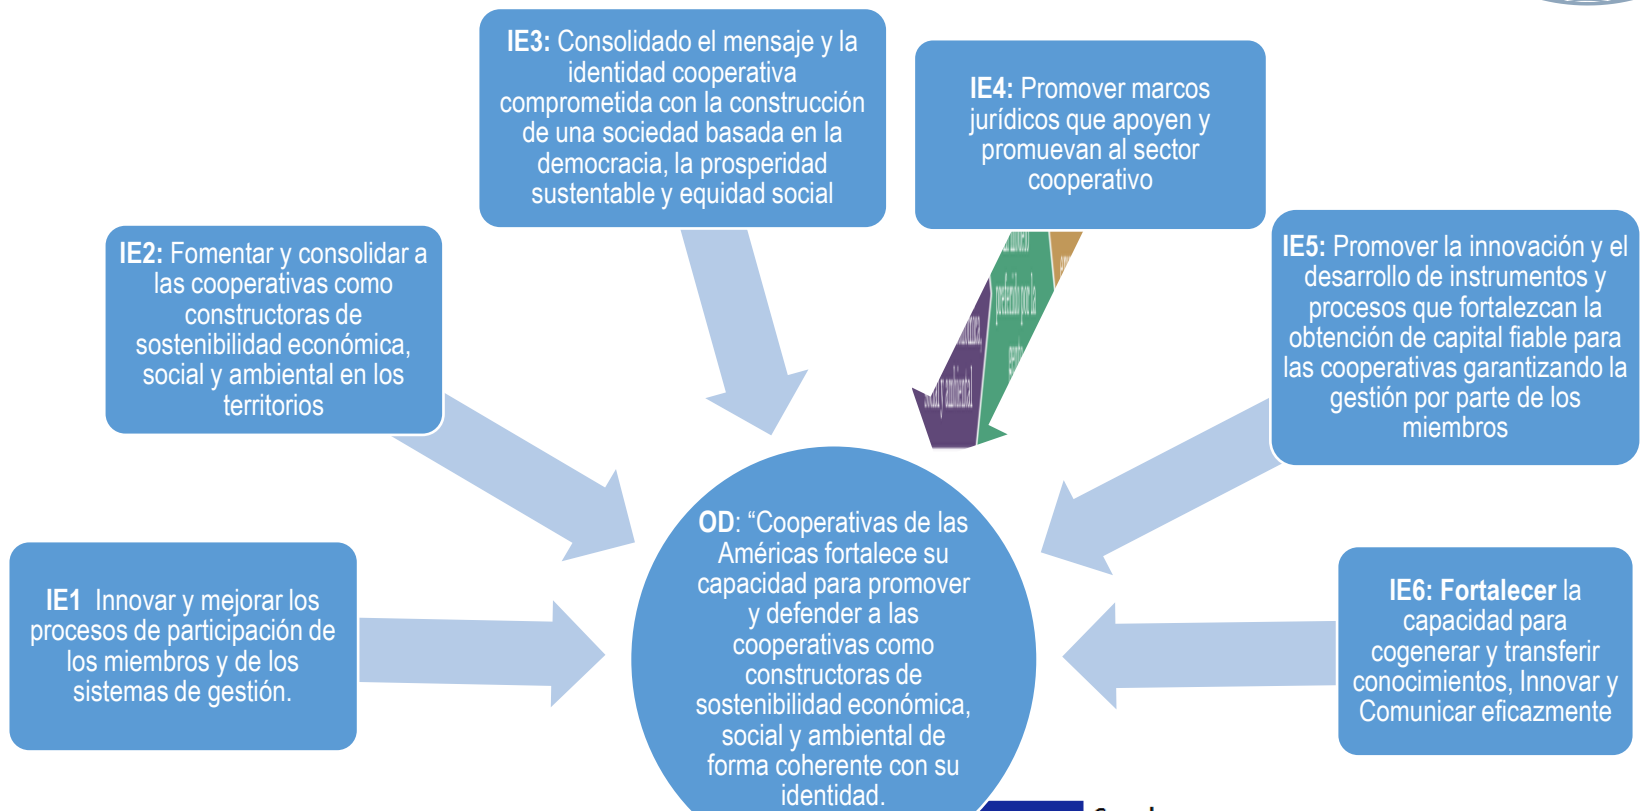 IE3: Consolidado el mensaje y la
identidad cooperativa
comprometida con la construcción
de una sociedad basada en la
democracia, la prosperidad
sustentable y equidad social
IE4: Promover marcos
jurídicos que apoyen y
promuevan al sector
cooperativo
IE2: Fomentar y consolidar a
las cooperativas como
constructoras de
sostenibilidad económica,
social y ambiental en los
territorios
IE5: Promover la innovación y el
desarrollo de instrumentos y
procesos que fortalezcan la
obtención de capital fiable para
las cooperativas garantizando la
gestión por parte de los
miembros
preferido por la
y ambiental
OD: “Cooperativas de las
Américas fortalece su
capacidad para promover
y defender a las
cooperativas como
constructoras de
sostenibilidad económica,
social y ambiental de
forma coherente con su
identidad.
IE1 Innovar y mejorar los
procesos de participación de
los miembros y de los
sistemas de gestión.
IE6: Fortalecer la
capacidad para
cogenerar y transferir
conocimientos, Innovar y
Comunicar eficazmente